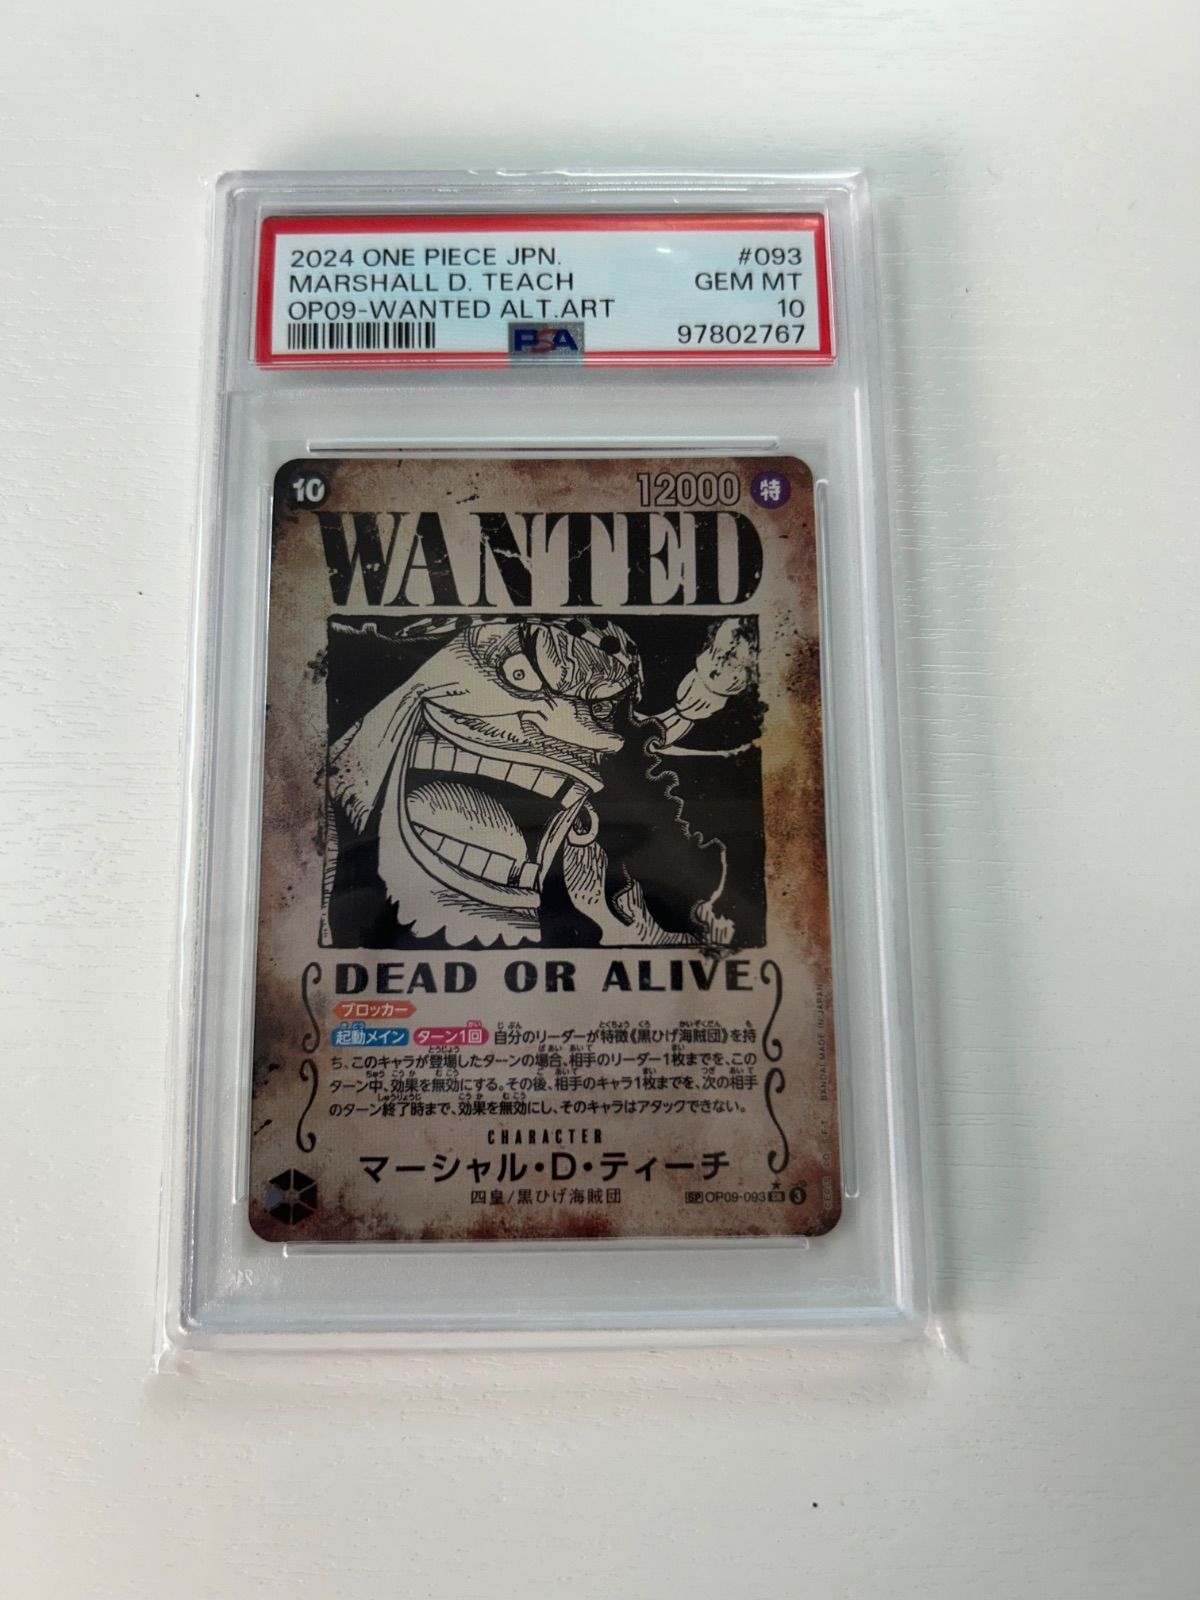 2024 ONE PIECE JPN. #093
MARSHALL D. TEACH GEM MT
OP09-WANTED ALT.ART 10
PSA 97802767
10 12000 特
WANTED
DEAD OR ALIVE
ブロッカー
起動メイン ターン1回 自分のリーダーが特徴《黒ひげ海賊団》を持
ち、このキャラが登場したターンの場合、相手のリーダー1枚までを、この
ターン中、効果を無効にする。その後、相手のキャラ1枚までを、次の相手
のターン終了時まで、効果を無効にし、そのキャラはアタックできない。
CHARACTER
マーシャル・D・ティーチ
四皇/黒ひげ海賊団
SP OP09-093 SR 3
BANDAI MADE IN JAPAN